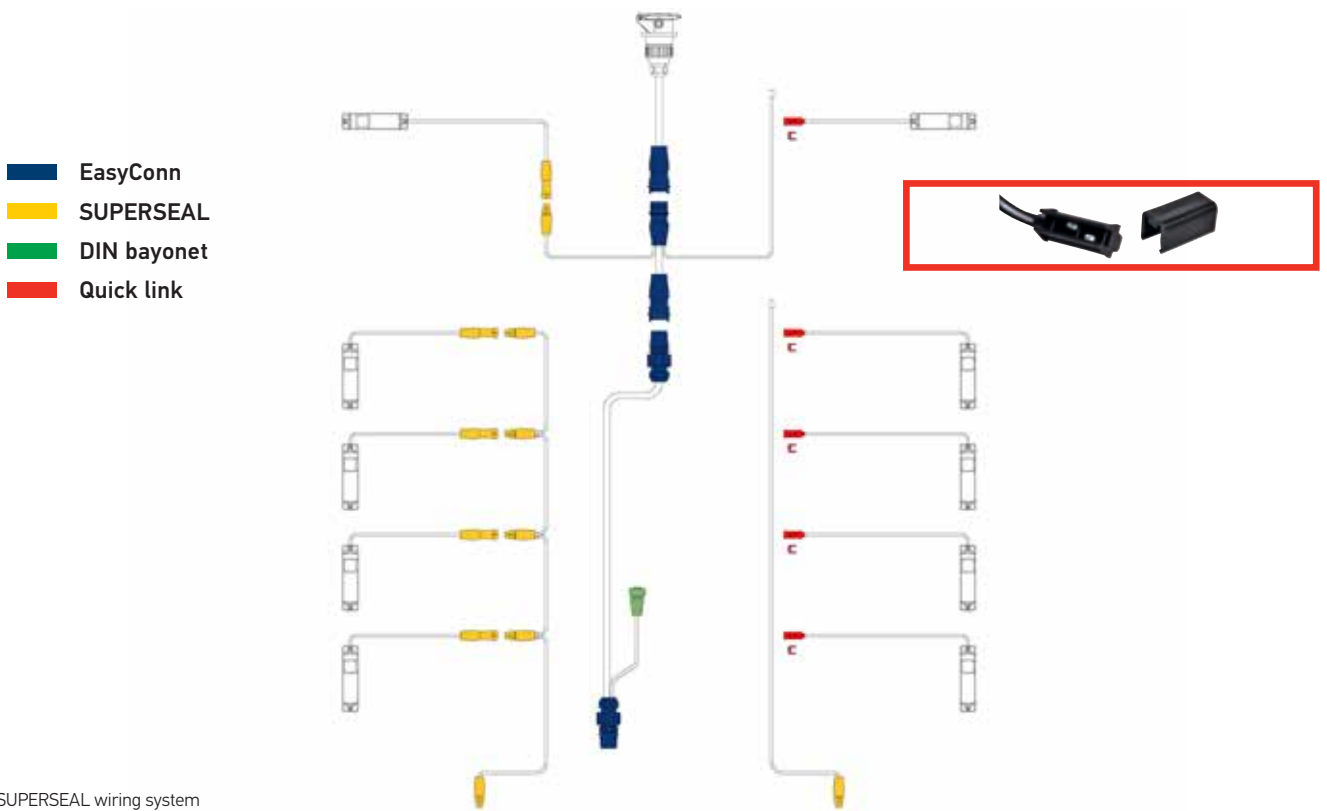 EasyConn
SUPERSEAL
DIN bayonet
Quick link
SUPERSEAL wiring system